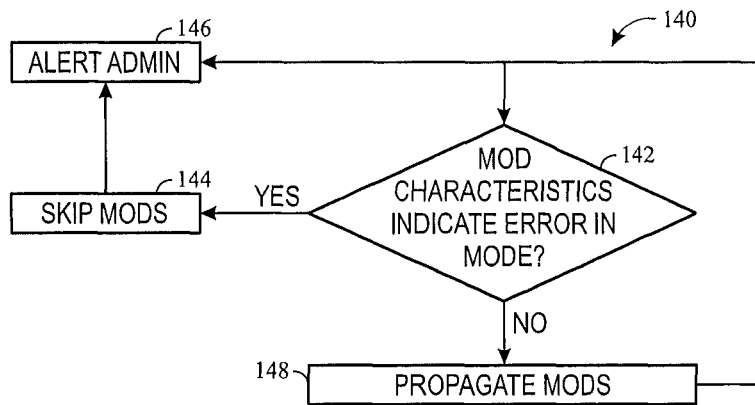 146
140
ALERT ADMIN
142
MOD
CHARACTERISTICS
INDICATE ERROR IN
MODE?
144
YES
SKIP MODS
NO
148
PROPAGATE MODS